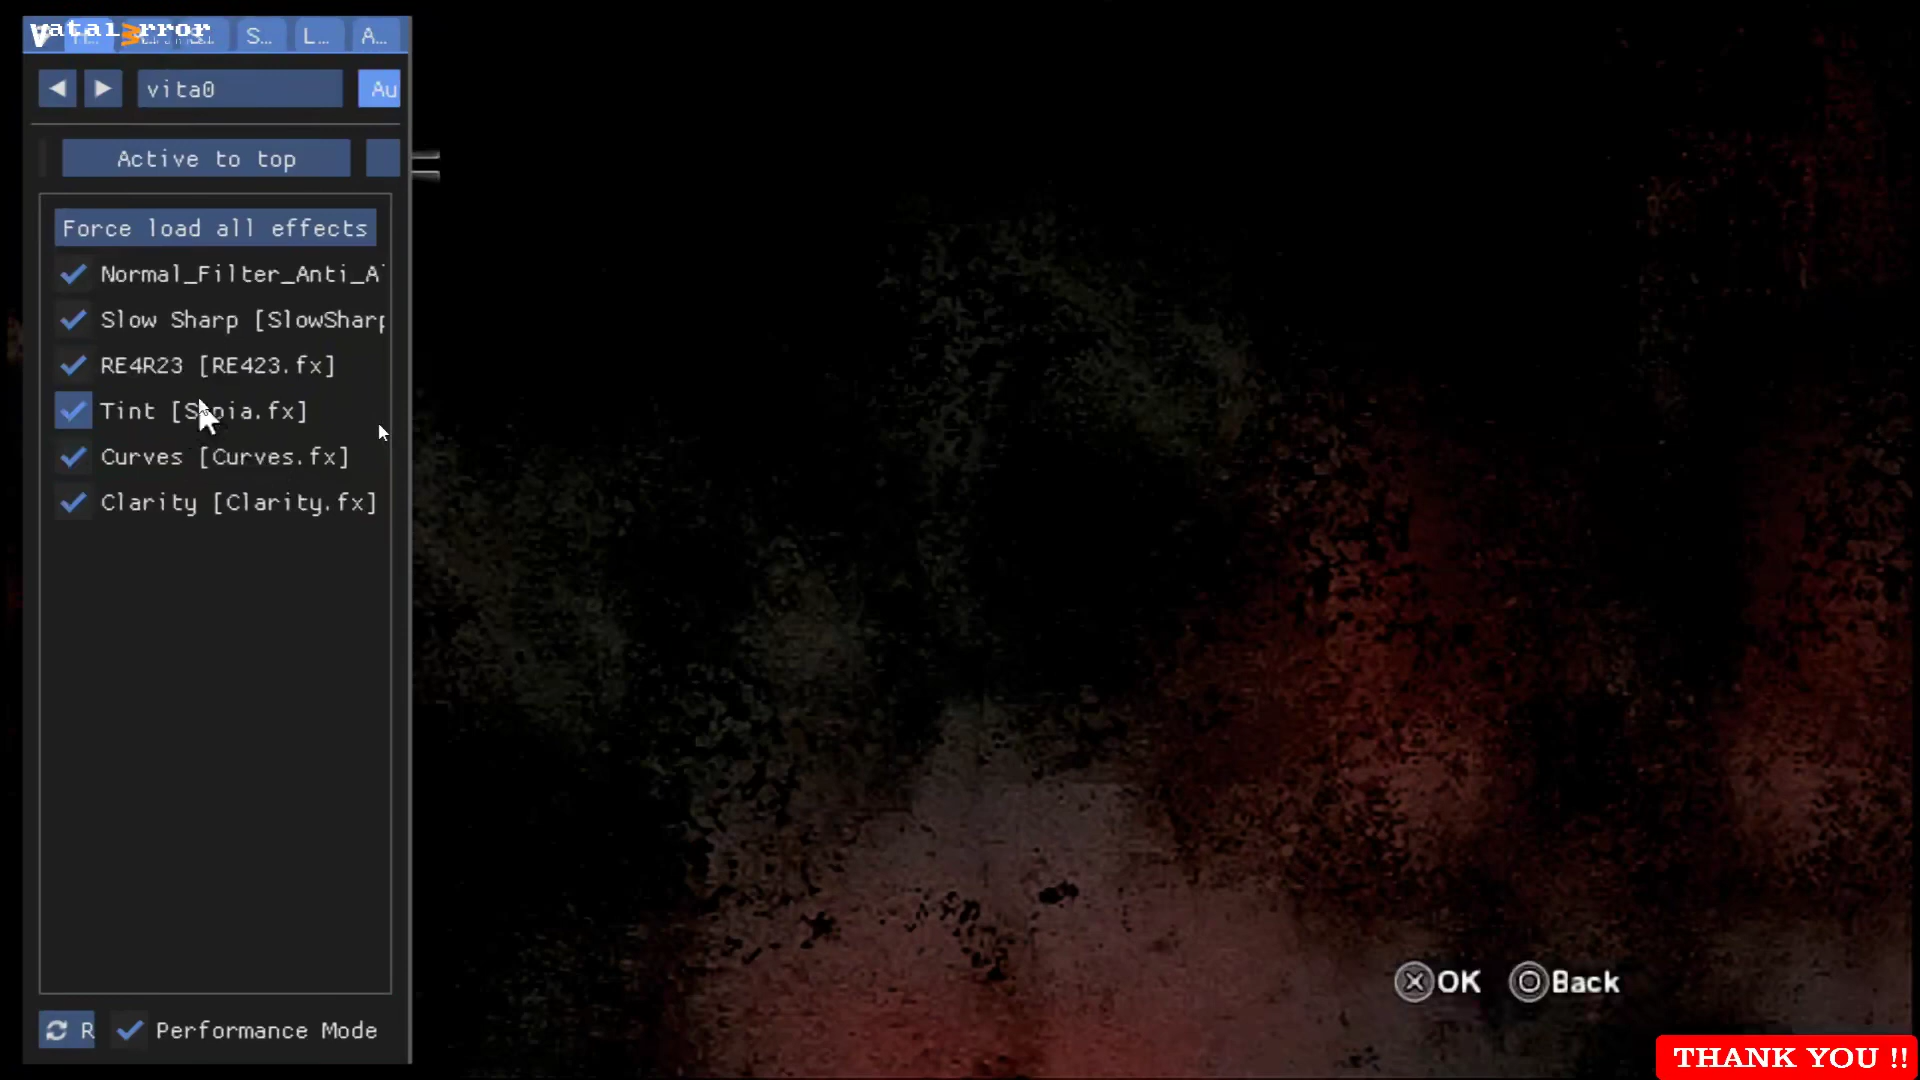 S... L... A...
vita0 Au
Active to top
Force load all effects
Normal_Filter_Anti_A
Slow Sharp [SlowSharp
RE4R23 [RE423.fx]
Tint [Sepia.fx]
Curves [Curves.fx]
Clarity [Clarity.fx]
OK Back
R Performance Mode
THANK YOU !!